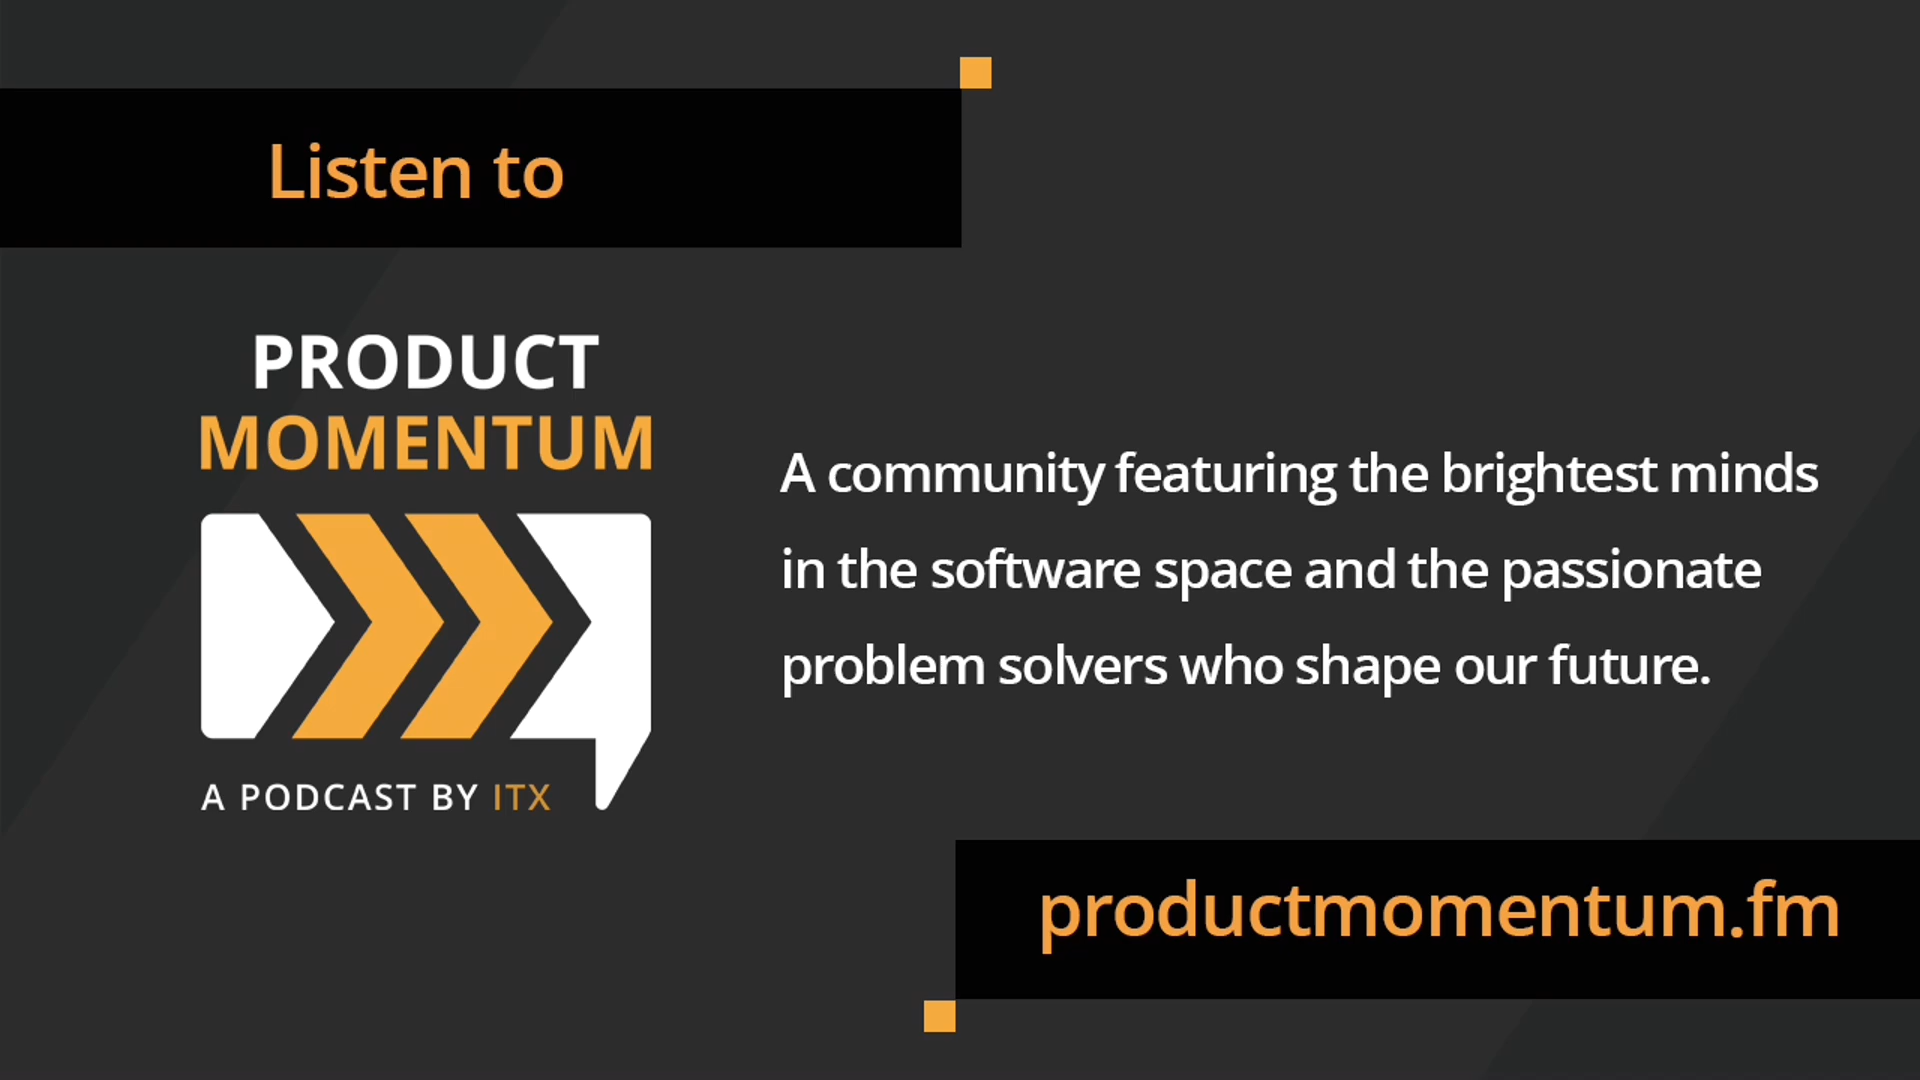 Listen to
PRODUCT
MOMENTUM
A PODCAST BY ITX
A community featuring the brightest minds
in the software space and the passionate
problem solvers who shape our future.
productmomentum.fm